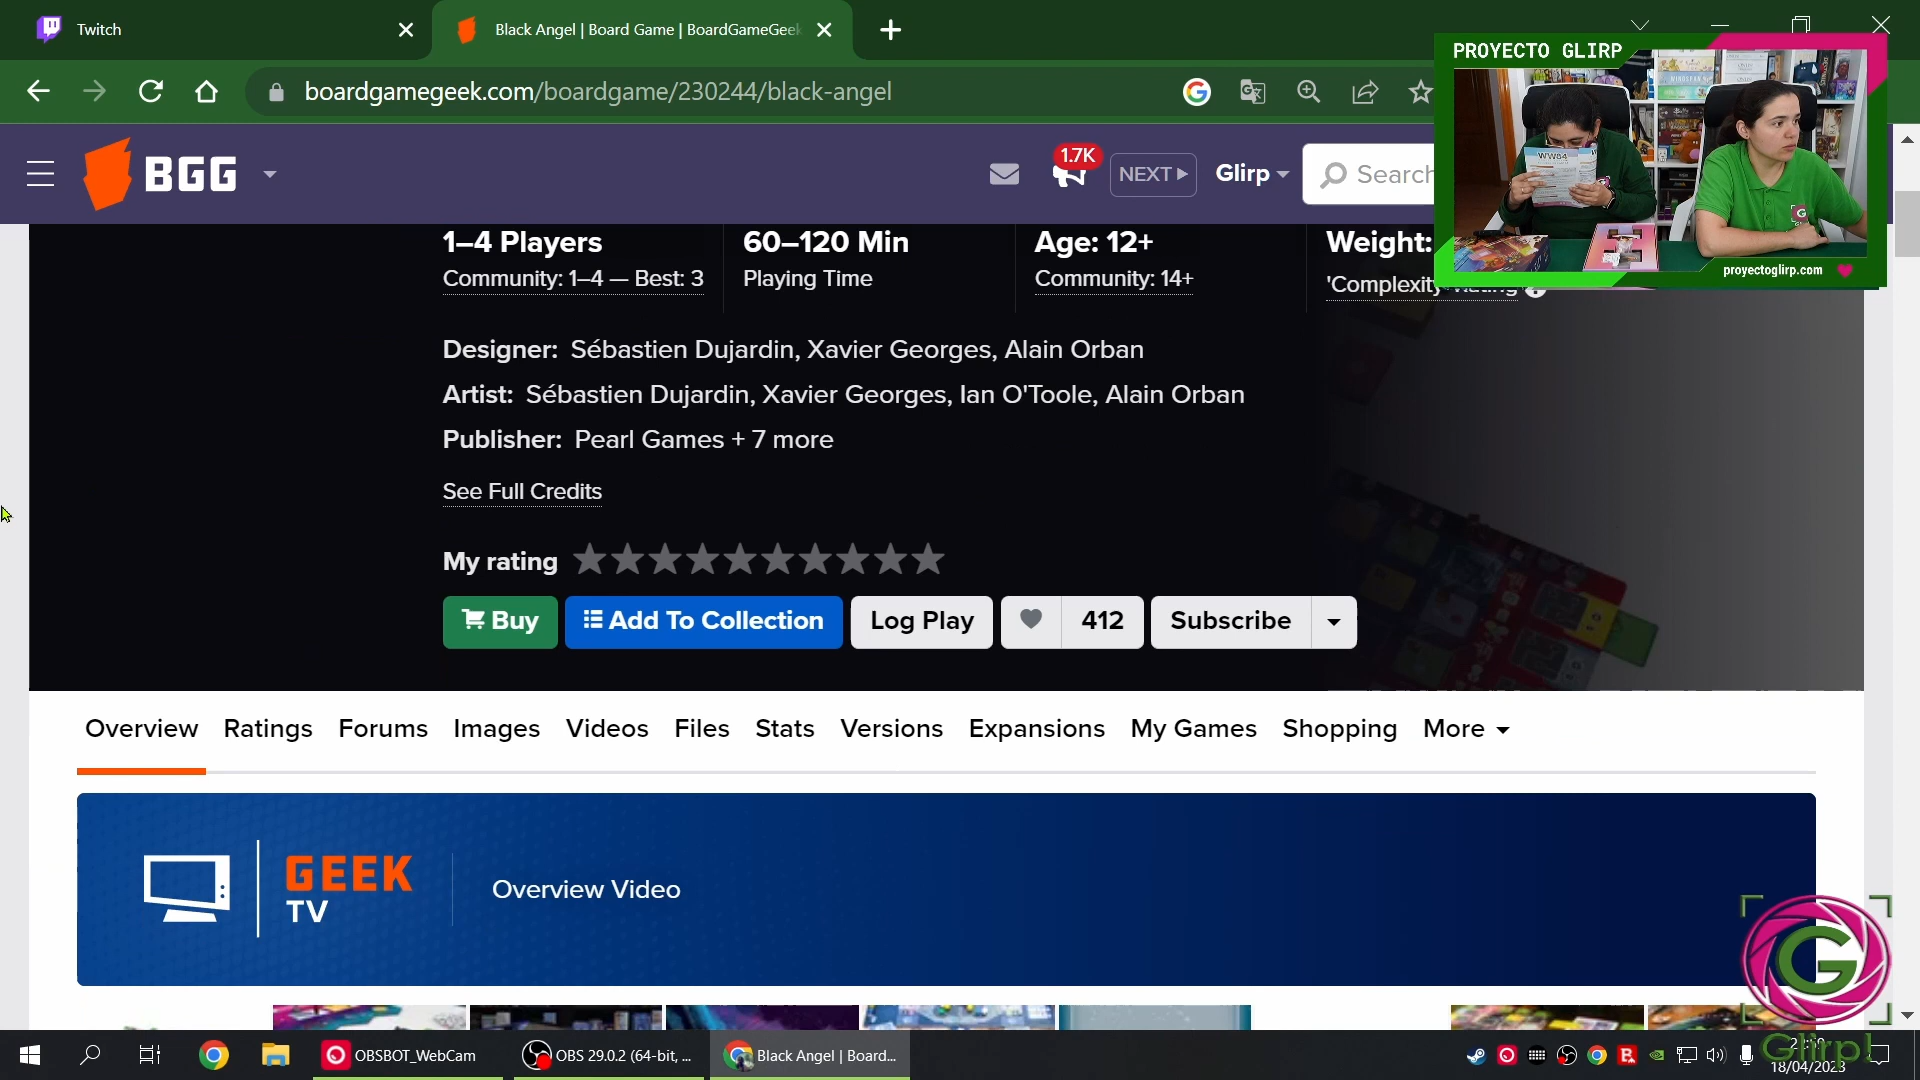 Twitch
Black Angel | Board Game | BoardGameGeek
boardgamegeek.com/boardgame/230244/black-angel
PROYECTO GLIRP
WW84
proyectoglirp.com
BGG
1.7K
NEXT
Glirp
Search
1–4 Players
60–120 Min
Age: 12+
Weight:
Community: 1–4 — Best: 3
Playing Time
Community: 14+
'Complexity' Rating
Designer: Sébastien Dujardin, Xavier Georges, Alain Orban
Artist: Sébastien Dujardin, Xavier Georges, Ian O'Toole, Alain Orban
Publisher: Pearl Games + 7 more
See Full Credits
My rating
Buy
Add To Collection
Log Play
412
Subscribe
Overview Ratings Forums Images Videos Files Stats Versions Expansions My Games Shopping More
GEEK
TV
Overview Video
G
Glirp!
OBSBOT_WebCam
OBS 29.0.2 (64-bit, ...
Black Angel | Board...
18/04/2023